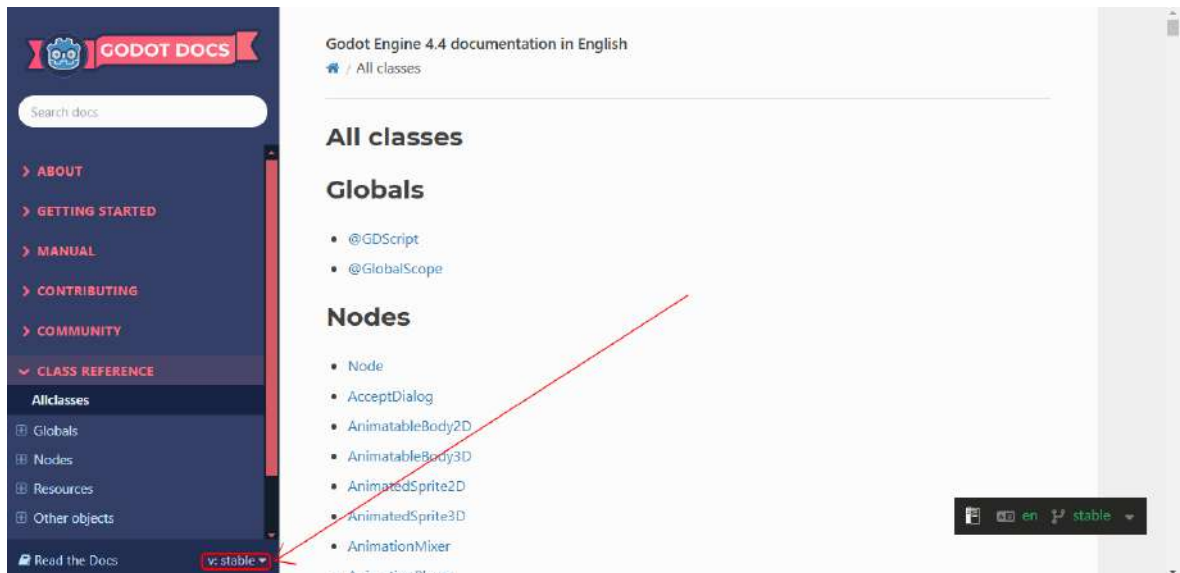 GODOT DOCS
Search docs
ABOUT
GETTING STARTED
MANUAL
CONTRIBUTING
COMMUNITY
CLASS REFERENCE
Allclasses
Globals
Nodes
Resources
Other objects
Read the Docs
v: stable
Godot Engine 4.4 documentation in English
/ All classes
All classes
Globals
@GDScript
@GlobalScope
Nodes
Node
AcceptDialog
AnimatableBody2D
AnimatableBody3D
AnimatedSprite2D
AnimatedSprite3D
AnimationMixer
en stable